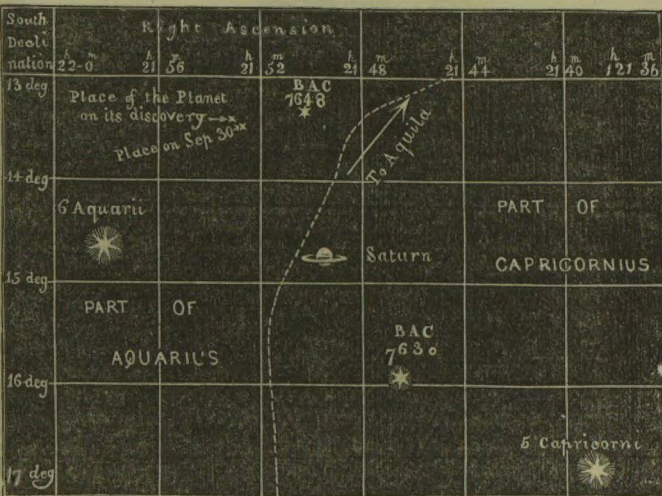 South
Decli
nation
Right Ascension
h m
22-0
h m
21 56
m
52
h m
21 48
h m
21 44
h m
21 40
h m
21 36
13 deg
Place of the Planet
on its discovery
Place on Sep 30
BAC
7648
To Aquila
14 deg
6 Aquarii
PART OF
CAPRICORNIUS
Saturn
15 deg
PART OF
AQUARIUS
BAC
7630
16 deg
5 Capricorni
17 deg